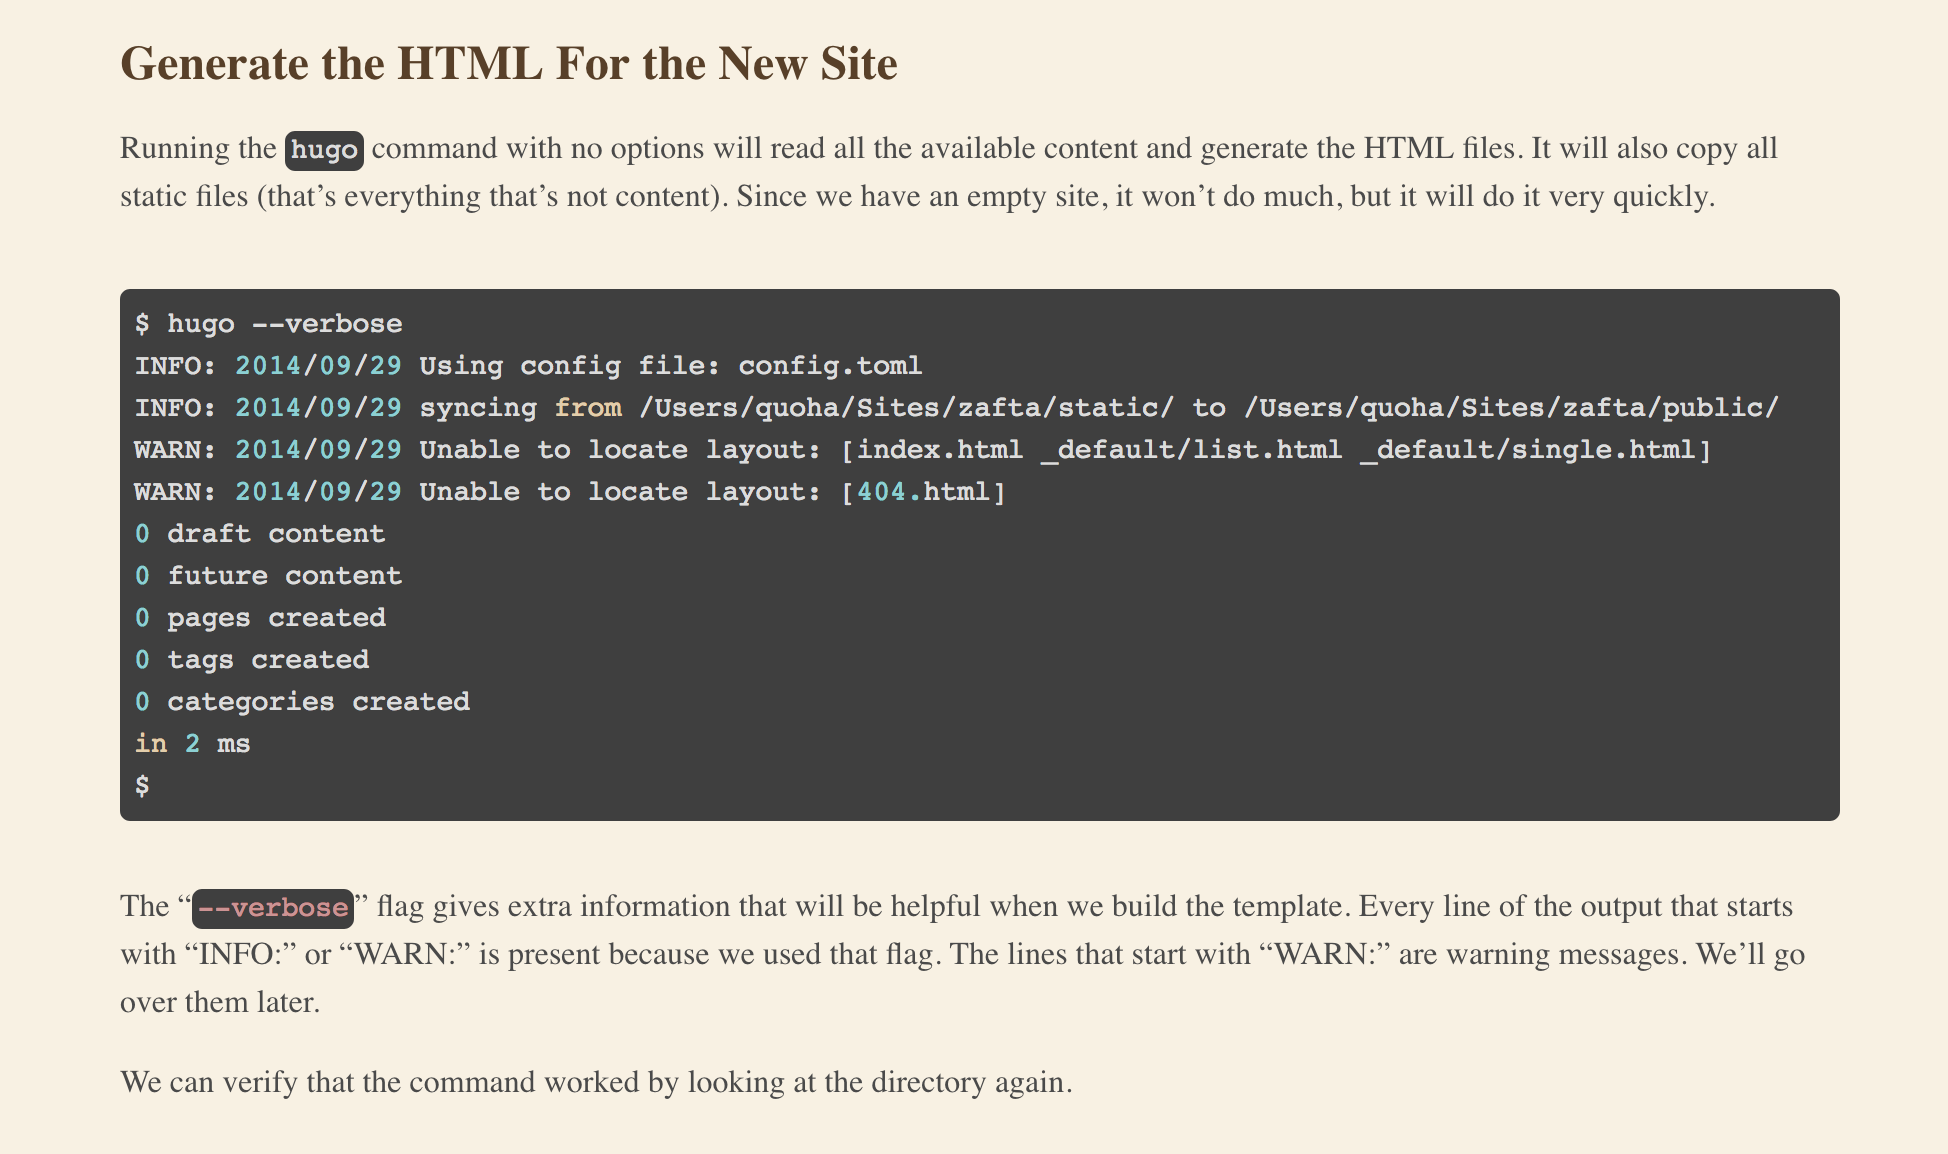 Generate the HTML For the New Site
Running the hugo command with no options will read all the available content and generate the HTML files. It will also copy all
static files (that’s everything that’s not content). Since we have an empty site, it won’t do much, but it will do it very quickly.
$ hugo --verbose
INFO: 2014/09/29 Using config file: config.toml
INFO: 2014/09/29 syncing from /Users/quoha/Sites/zafta/static/ to /Users/quoha/Sites/zafta/public/
WARN: 2014/09/29 Unable to locate layout: [index.html _default/list.html _default/single.html]
WARN: 2014/09/29 Unable to locate layout: [404.html]
0 draft content
0 future content
0 pages created
0 tags created
0 categories created
in 2 ms
$
The “--verbose” flag gives extra information that will be helpful when we build the template. Every line of the output that starts
with “INFO:” or “WARN:” is present because we used that flag. The lines that start with “WARN:” are warning messages. We’ll go
over them later.
We can verify that the command worked by looking at the directory again.